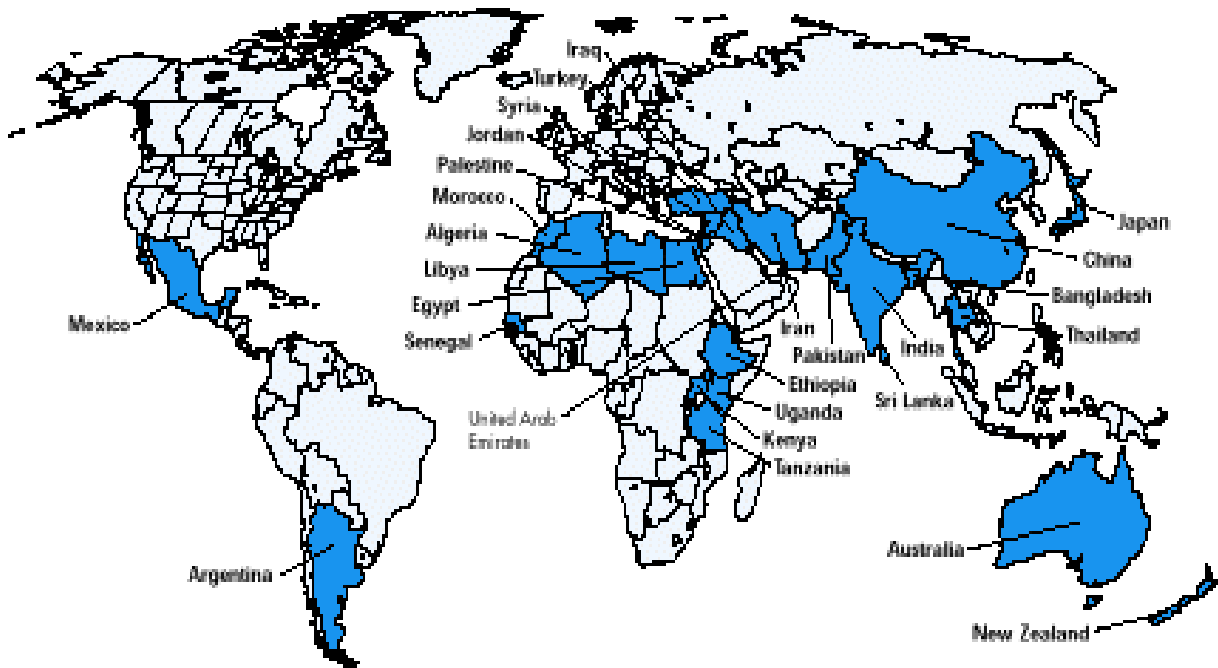 Iraq
Turkey
Syria
Jordan
Palestine
Morocco
Algeria
Libya
Egypt
Senegal
Mexico
United Arab
Emirates
Argentina
Japan
China
Bangladesh
Thailand
Iran
Pakistan
India
Sri Lanka
Ethiopia
Uganda
Kenya
Tanzania
Australia
New Zealand